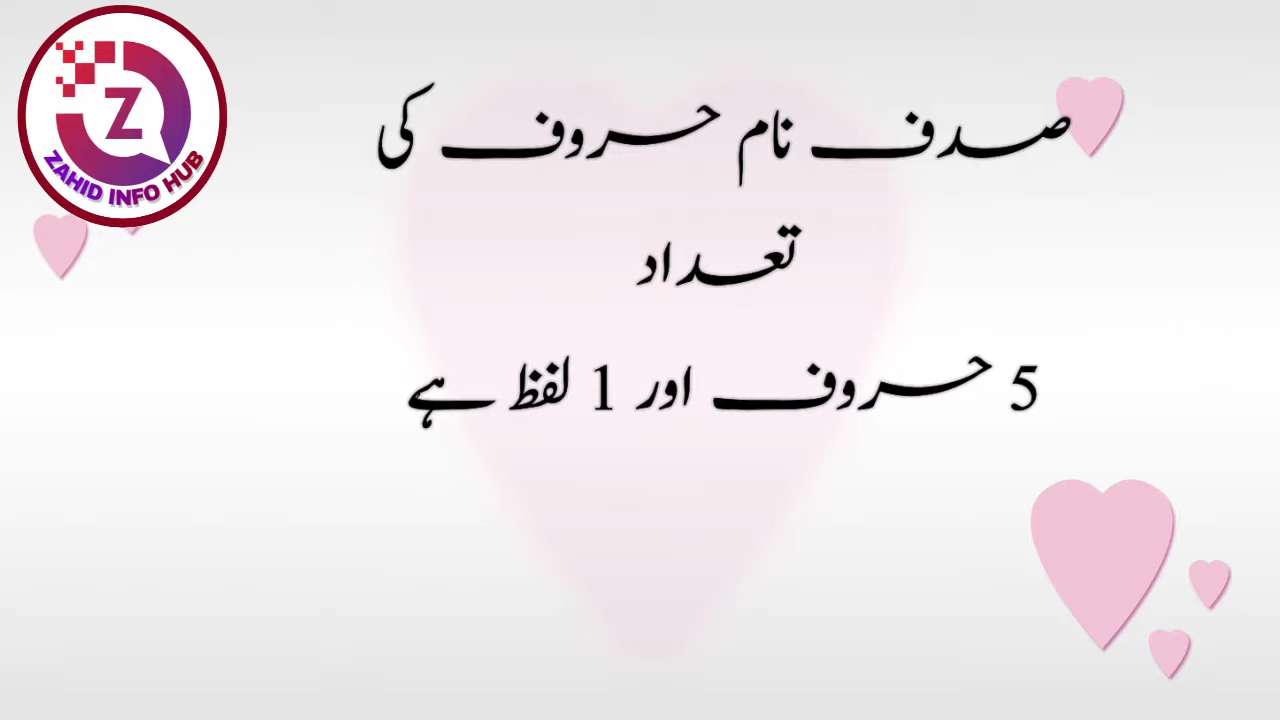 Z
ZAHID INFO HUB
صدف نام حروف کی
تعداد
5 حروف اور 1 لفظ ہے